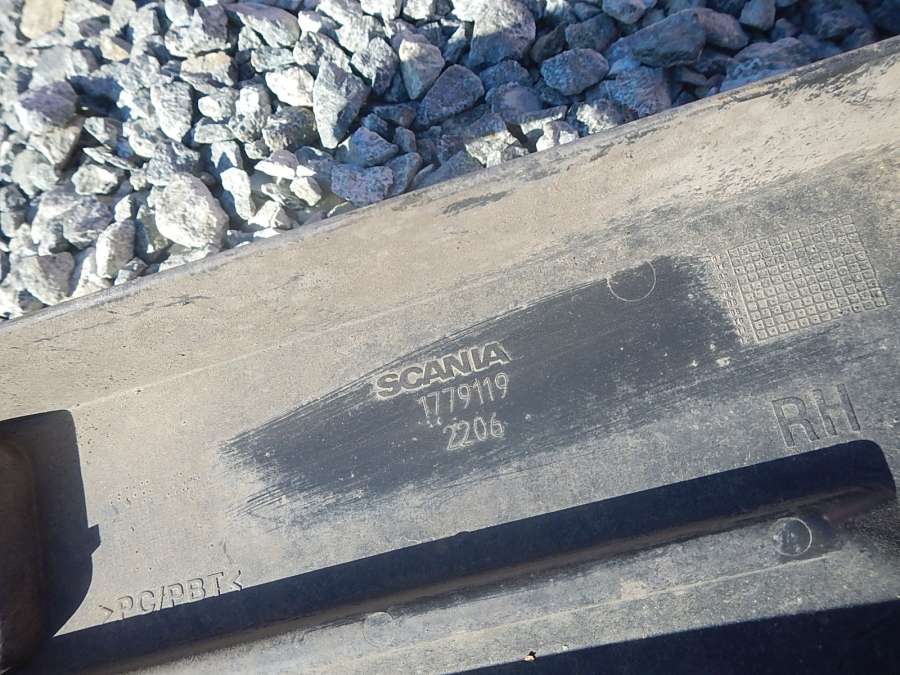 SCANIA
1779119
2206
RH
>PC/PBT<